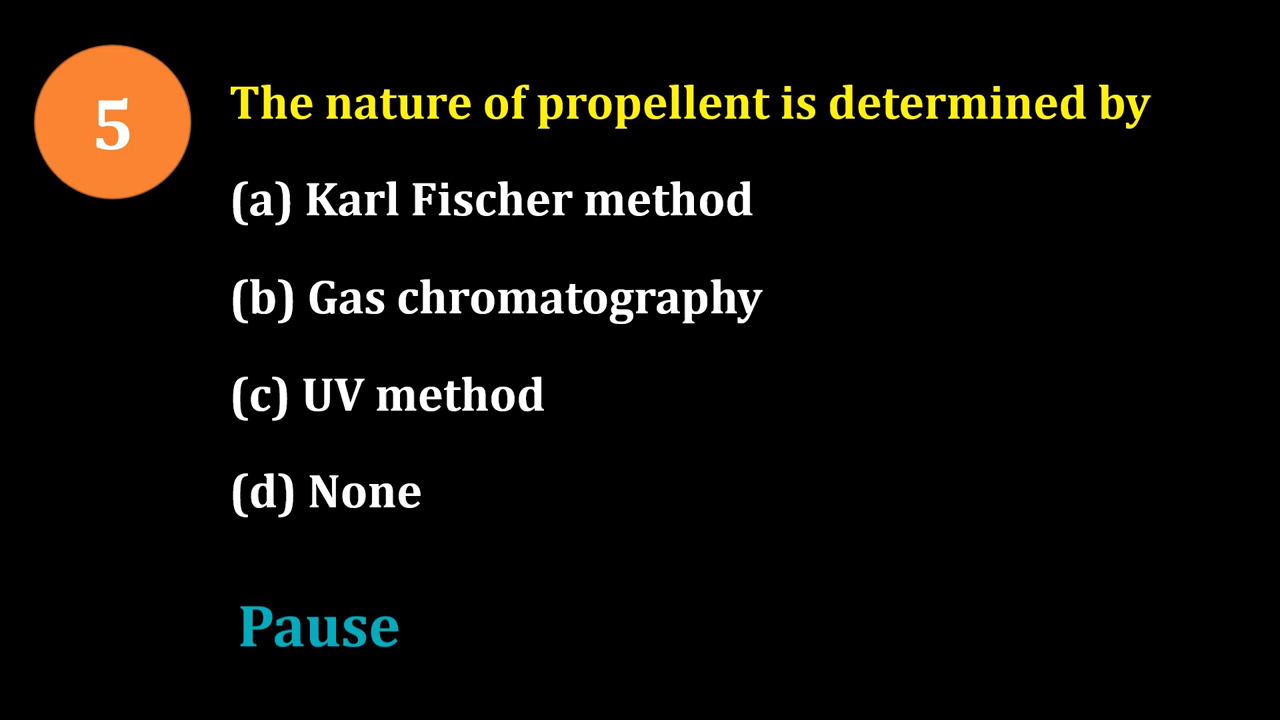 5
The nature of propellent is determined by
(a) Karl Fischer method
(b) Gas chromatography
(c) UV method
(d) None
Pause